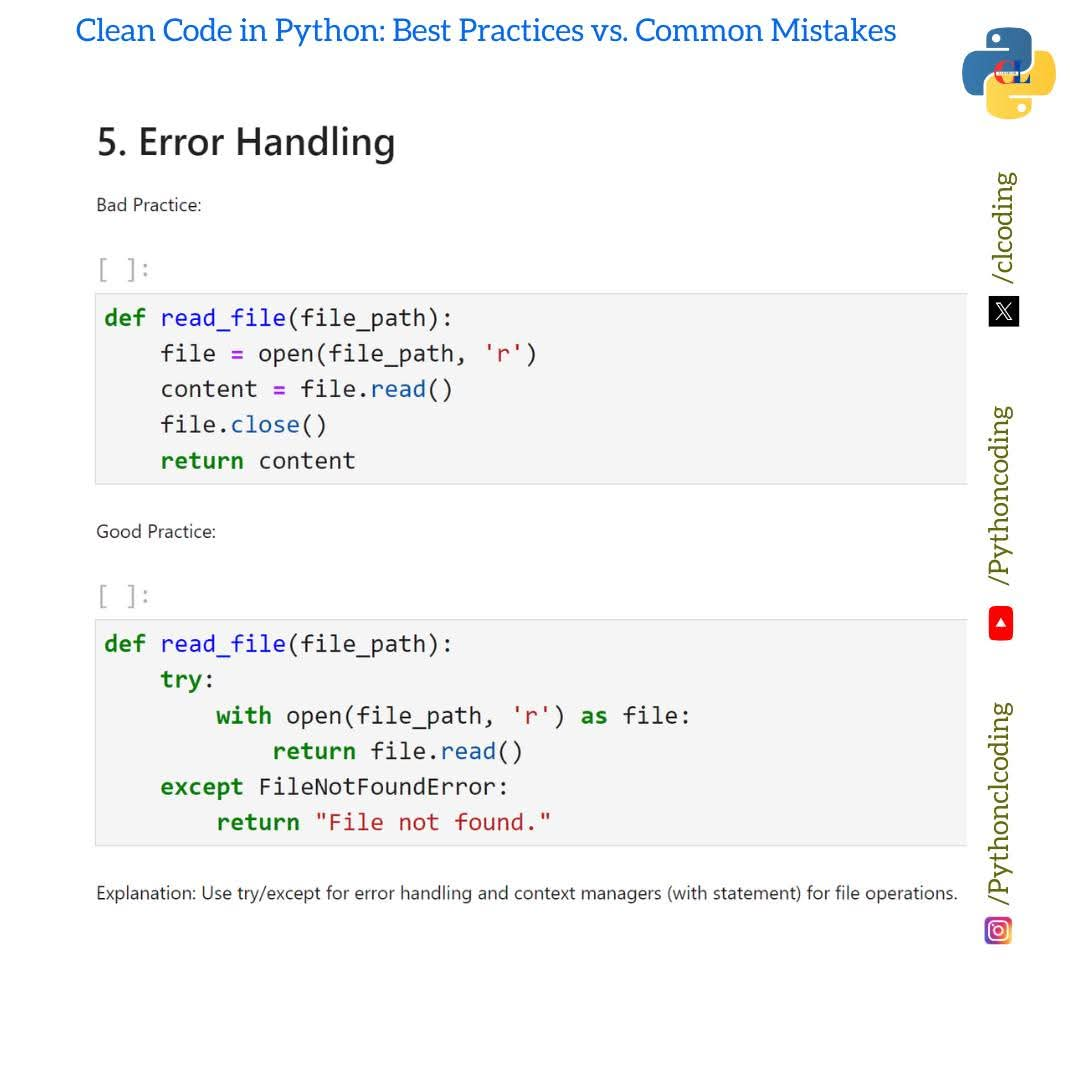 Clean Code in Python: Best Practices vs. Common Mistakes
CL
5. Error Handling
Bad Practice:
[ ]:
def read_file(file_path):
    file = open(file_path, 'r')
    content = file.read()
    file.close()
    return content
Good Practice:
[ ]:
def read_file(file_path):
    try:
        with open(file_path, 'r') as file:
            return file.read()
    except FileNotFoundError:
        return "File not found."
Explanation: Use try/except for error handling and context managers (with statement) for file operations.
/clcoding
/Pythoncoding
/Pythonclcoding